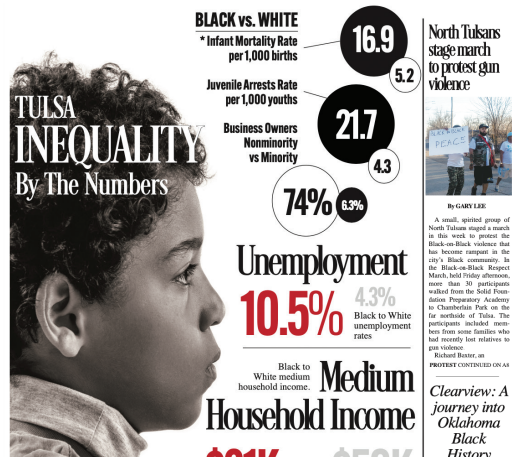 BLACK vs. WHITE
* Infant Mortality Rate
per 1,000 births
16.9
5.2
Juvenile Arrests Rate
per 1,000 youths
21.7
4.3
Business Owners
Nonminority
vs Minority
74%
6.3%
TULSA
INEQUALITY
By The Numbers
Unemployment
10.5%
4.3%
Black to White
unemployment
rates
Black to
White medium
household income.
Medium
Household Income
North Tulsans
stage march
to protest gun
violence
PEACE
By GARY LEE
A small, spirited group of
North Tulsans staged a march
in this week to protest the
Black-on-Black violence that
has become rampant in the
city's Black community. In
the Black-on-Black Respect
March, held Friday afternoon,
more than 30 participants
walked from the Solid Foun-
dation Preparatory Academy
to Chamberlain Park on the
far northside of Tulsa. The
participants included mem-
bers from some families who
had recently lost relatives to
gun violence
Richard Baxter, an
PROTEST CONTINUED ON A8
Clearview: A
journey into
Oklahoma
Black
History